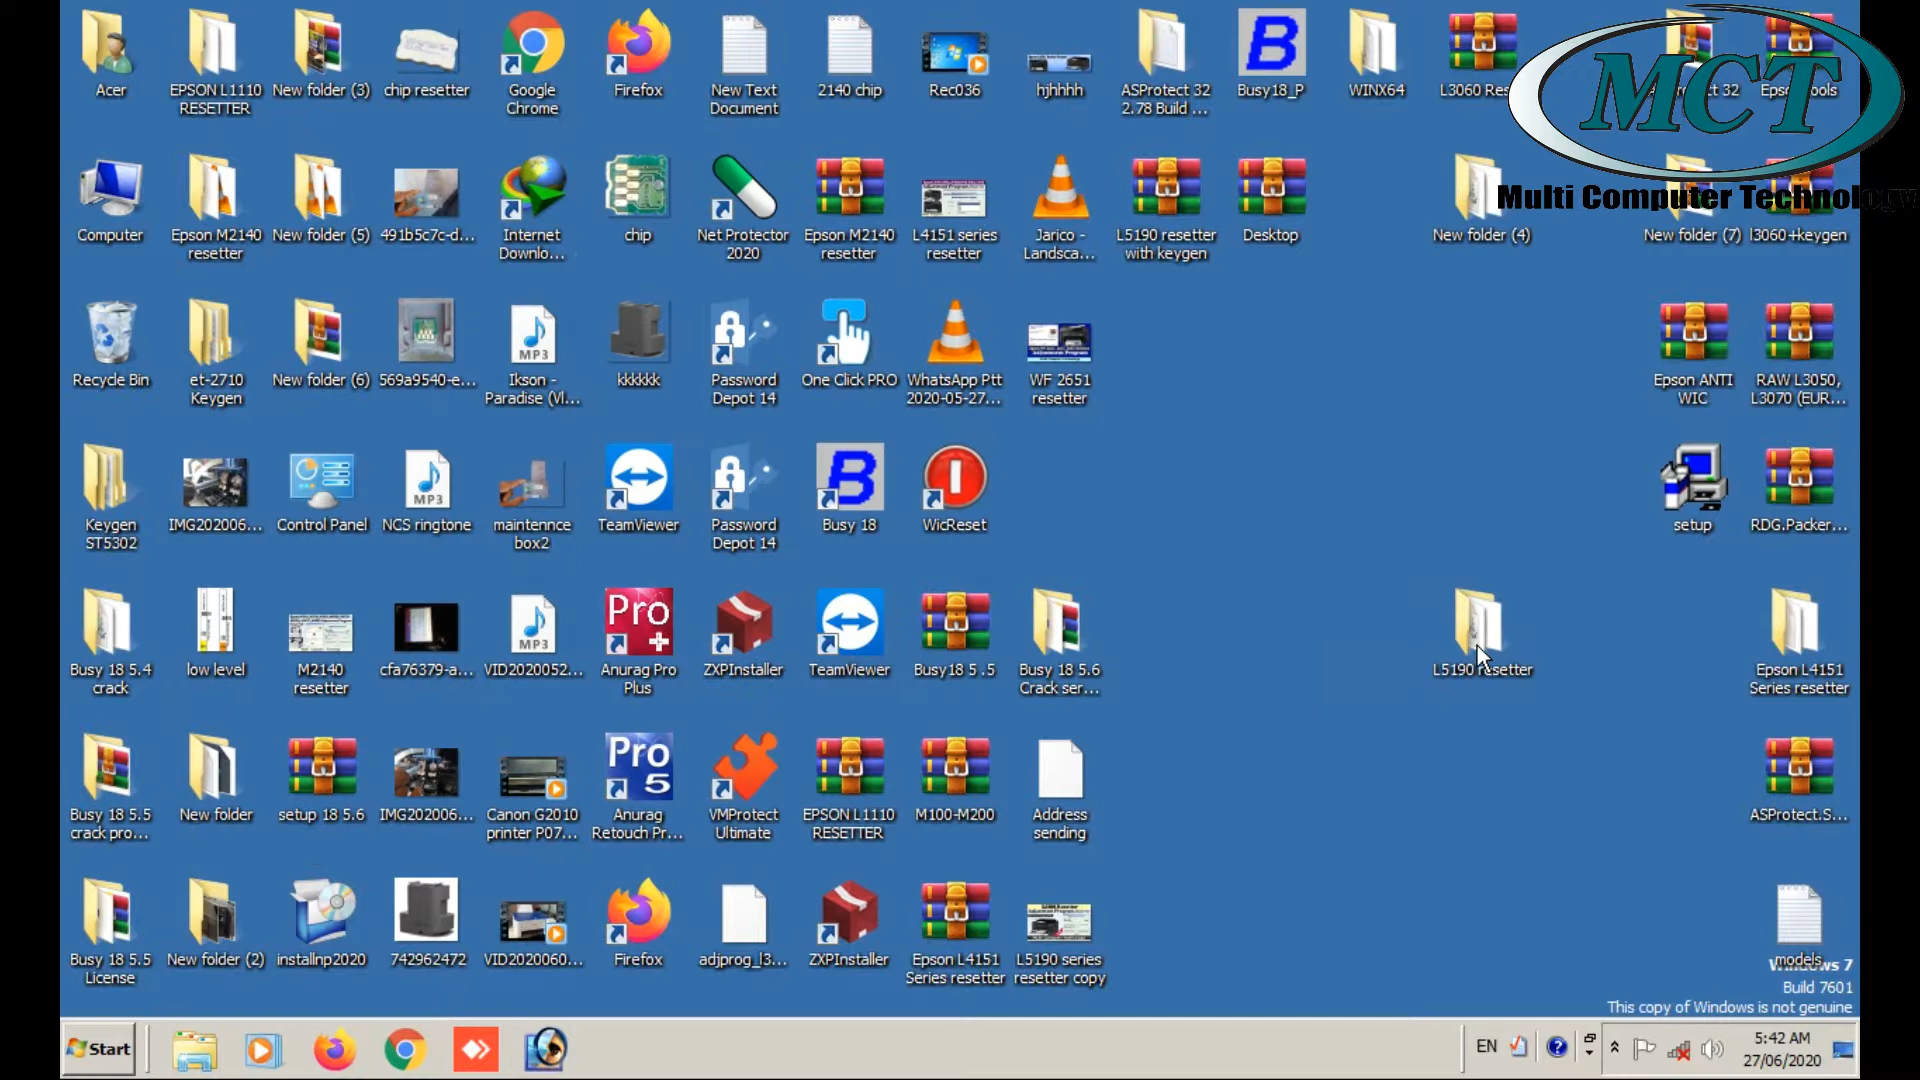 Acer
EPSON L1110
RESETTER
New folder (3)
chip resetter
Google
Chrome
Firefox
New Text
Document
2140 chip
Rec036
hjhhhh
ASProtect 32
2.78 Build ...
Busy18_P
WINX64
L3060 Res
32
MCT
Multi Computer Technology
Computer
Epson M2140
resetter
New folder (5)
491b5c7c-d...
Internet
Downlo...
chip
Net Protector
2020
Epson M2140
resetter
L4151 series
resetter
Jarico -
Landsca...
L5190 resetter
with keygen
Desktop
New folder (4)
New folder (7)
l3060+keygen
Recycle Bin
et-2710
Keygen
New folder (6)
569a9540-e...
MP3
Ikson -
Paradise (Vl...
kkkkkk
Password
Depot 14
One Click PRO
WhatsApp Ptt
2020-05-27...
WF 2651
resetter
Epson ANTI
WIC
RAW L3050,
L3070 (EUR...
Keygen
ST5302
IMG202006...
Control Panel
MP3
NCS ringtone
maintennce
box2
TeamViewer
Password
Depot 14
B
Busy 18
WicReset
setup
RDG.Packer...
Busy 18 5.4
crack
low level
M2140
resetter
cfa76379-a...
MP3
VID2020052...
Pro
+
Anurag Pro
Plus
ZXPInstaller
TeamViewer
Busy18 5 .5
Busy 18 5.6
Crack ser...
L5190 resetter
Epson L4151
Series resetter
Busy 18 5.5
crack pro...
New folder
setup 18 5.6
IMG202006...
Canon G2010
printer P07...
Pro
5
Anurag
Retouch Pr...
VMProtect
Ultimate
EPSON L1110
RESETTER
M100-M200
Address
sending
ASProtect.S...
Busy 18 5.5
License
New folder (2)
installnp2020
742962472
VID2020060...
Firefox
adjprog_l3...
ZXPInstaller
Epson L4151
Series resetter
L5190 series
resetter copy
models
Windows 7
Build 7601
This copy of Windows is not genuine
Start
EN
5:42 AM
27/06/2020